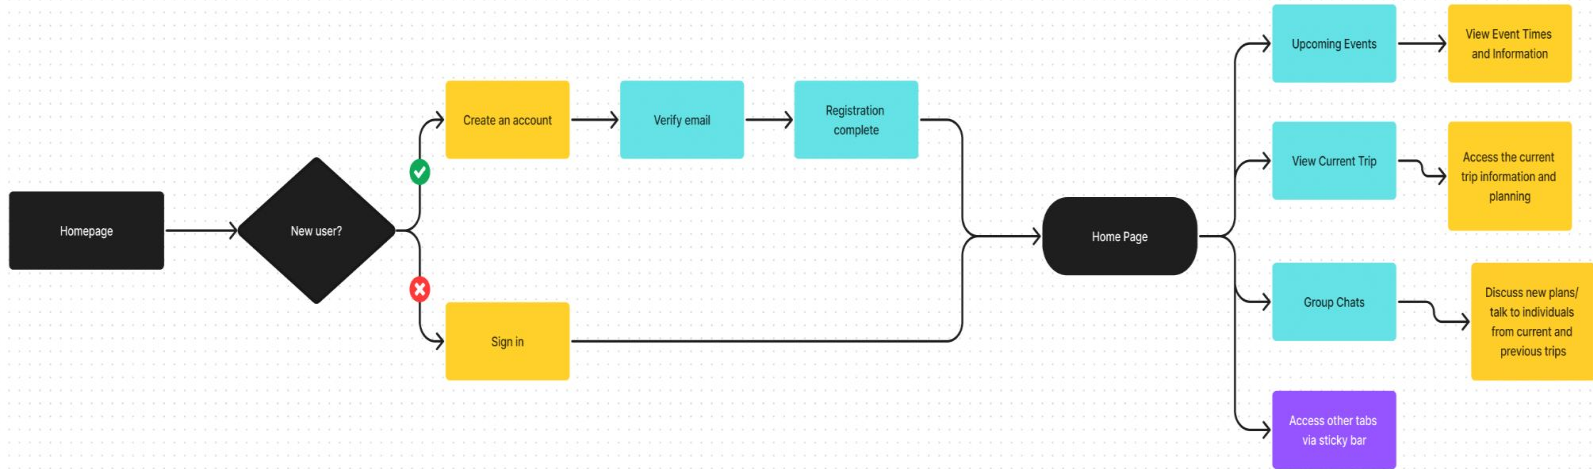 Homepage
New user?
Create an account
Verify email
Registration
complete
Sign in
Home Page
Upcoming Events
View Event Times
and Information
View Current Trip
Access the current
trip information and
planning
Group Chats
Discuss new plans/
talk to individuals
from current and
previous trips
Access other tabs
via sticky bar